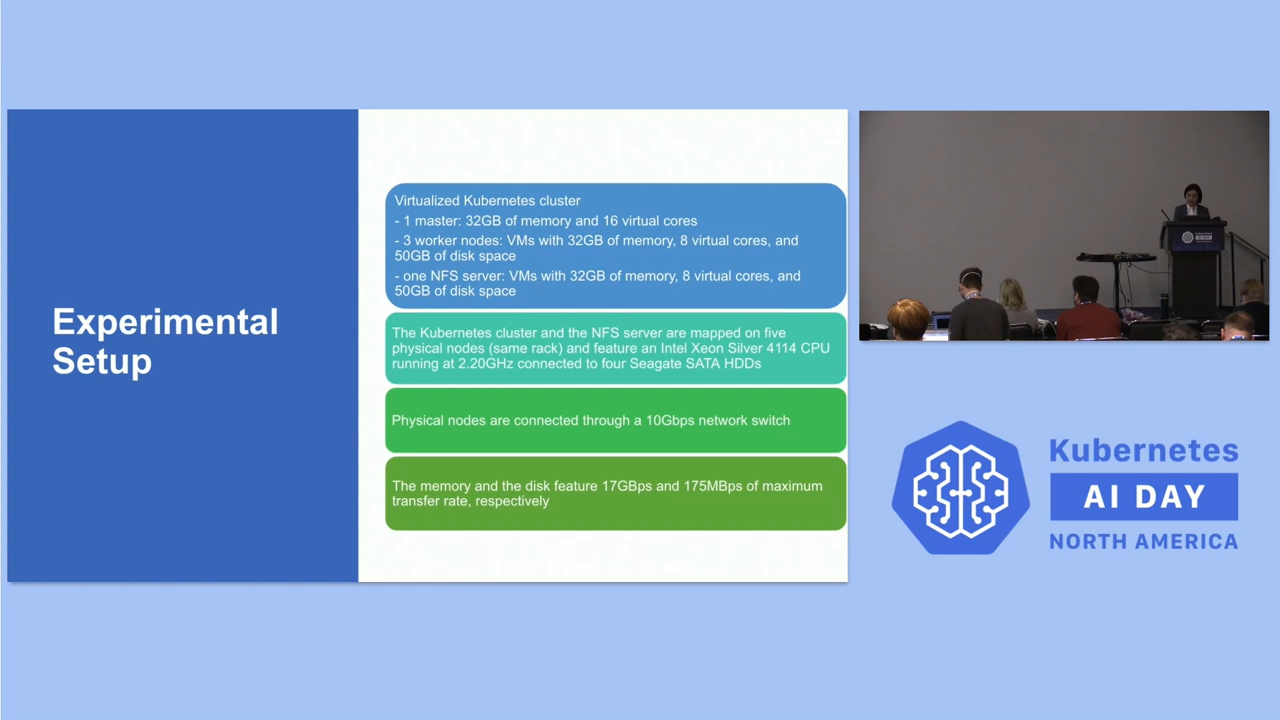 Experimental
Setup
Virtualized Kubernetes cluster
- 1 master: 32GB of memory and 16 virtual cores
- 3 worker nodes: VMs with 32GB of memory, 8 virtual cores, and
50GB of disk space
- one NFS server: VMs with 32GB of memory, 8 virtual cores, and
50GB of disk space
The Kubernetes cluster and the NFS server are mapped on five
physical nodes (same rack) and feature an Intel Xeon Silver 4114 CPU
running at 2.20GHz connected to four Seagate SATA HDDs
Physical nodes are connected through a 10Gbps network switch
The memory and the disk feature 17GBps and 175MBps of maximum
transfer rate, respectively
Kubernetes
AI DAY
NORTH AMERICA